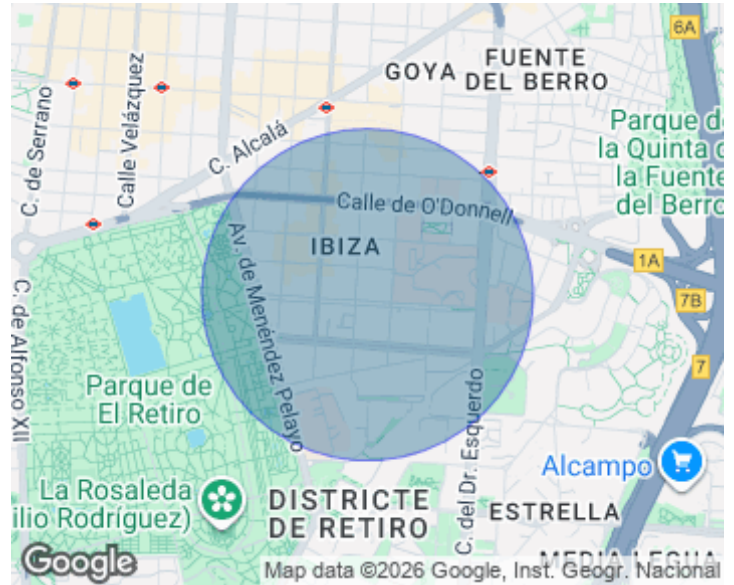 6A
GOYA
FUENTE
DEL BERRO
C. de Serrano
Calle Velázquez
C. Alcalá
Parque d
la Quinta d
la Fuente
del Berro
Calle de O'Donnell
IBIZA
Av. de Menéndez Pelayo
1A
7B
7
C. de Alfonso XII
Parque de
El Retiro
C. del Dr. Esquerdo
Alcampo
La Rosaleda
ilio Rodríguez)
DISTRICTE
DE RETIRO
ESTRELLA
MEDIA LEGUA
Google
Map data ©2026 Google, Inst. Geogr. Nacional